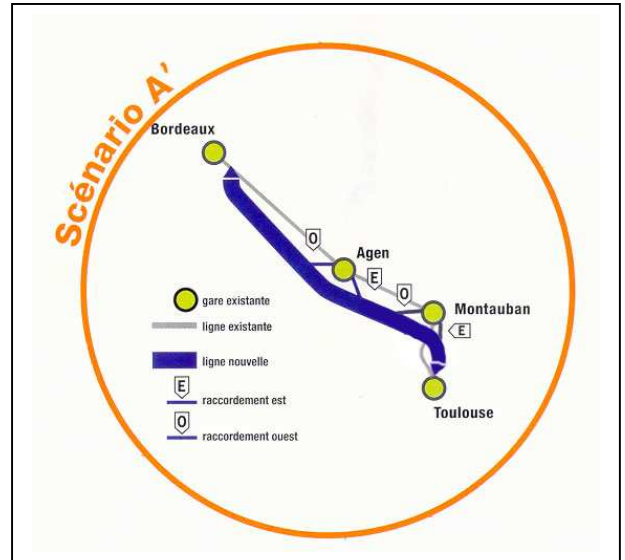 Scénario A'
Bordeaux
O
Agen
E
O
Montauban
E
Toulouse
gare existante
ligne existante
ligne nouvelle
E
raccordement est
O
raccordement ouest